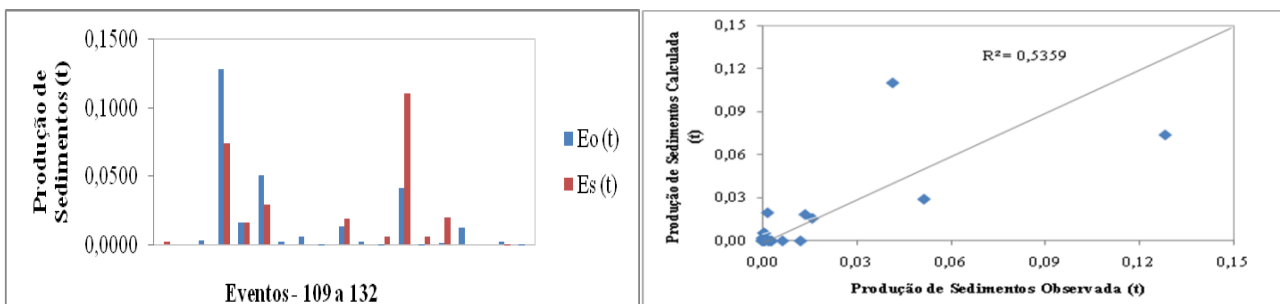 Produção de
Sedimentos (t)
0,1500
0,1000
0,0500
0,0000
Eo (t)
Es (t)
Eventos - 109 a 132
Produção de Sedimentos Calculada
(t)
0,15
0,12
0,09
0,06
0,03
0,00
R² = 0,5359
0,00 0,03 0,06 0,09 0,12 0,15
Produção de Sedimentos Observada (t)